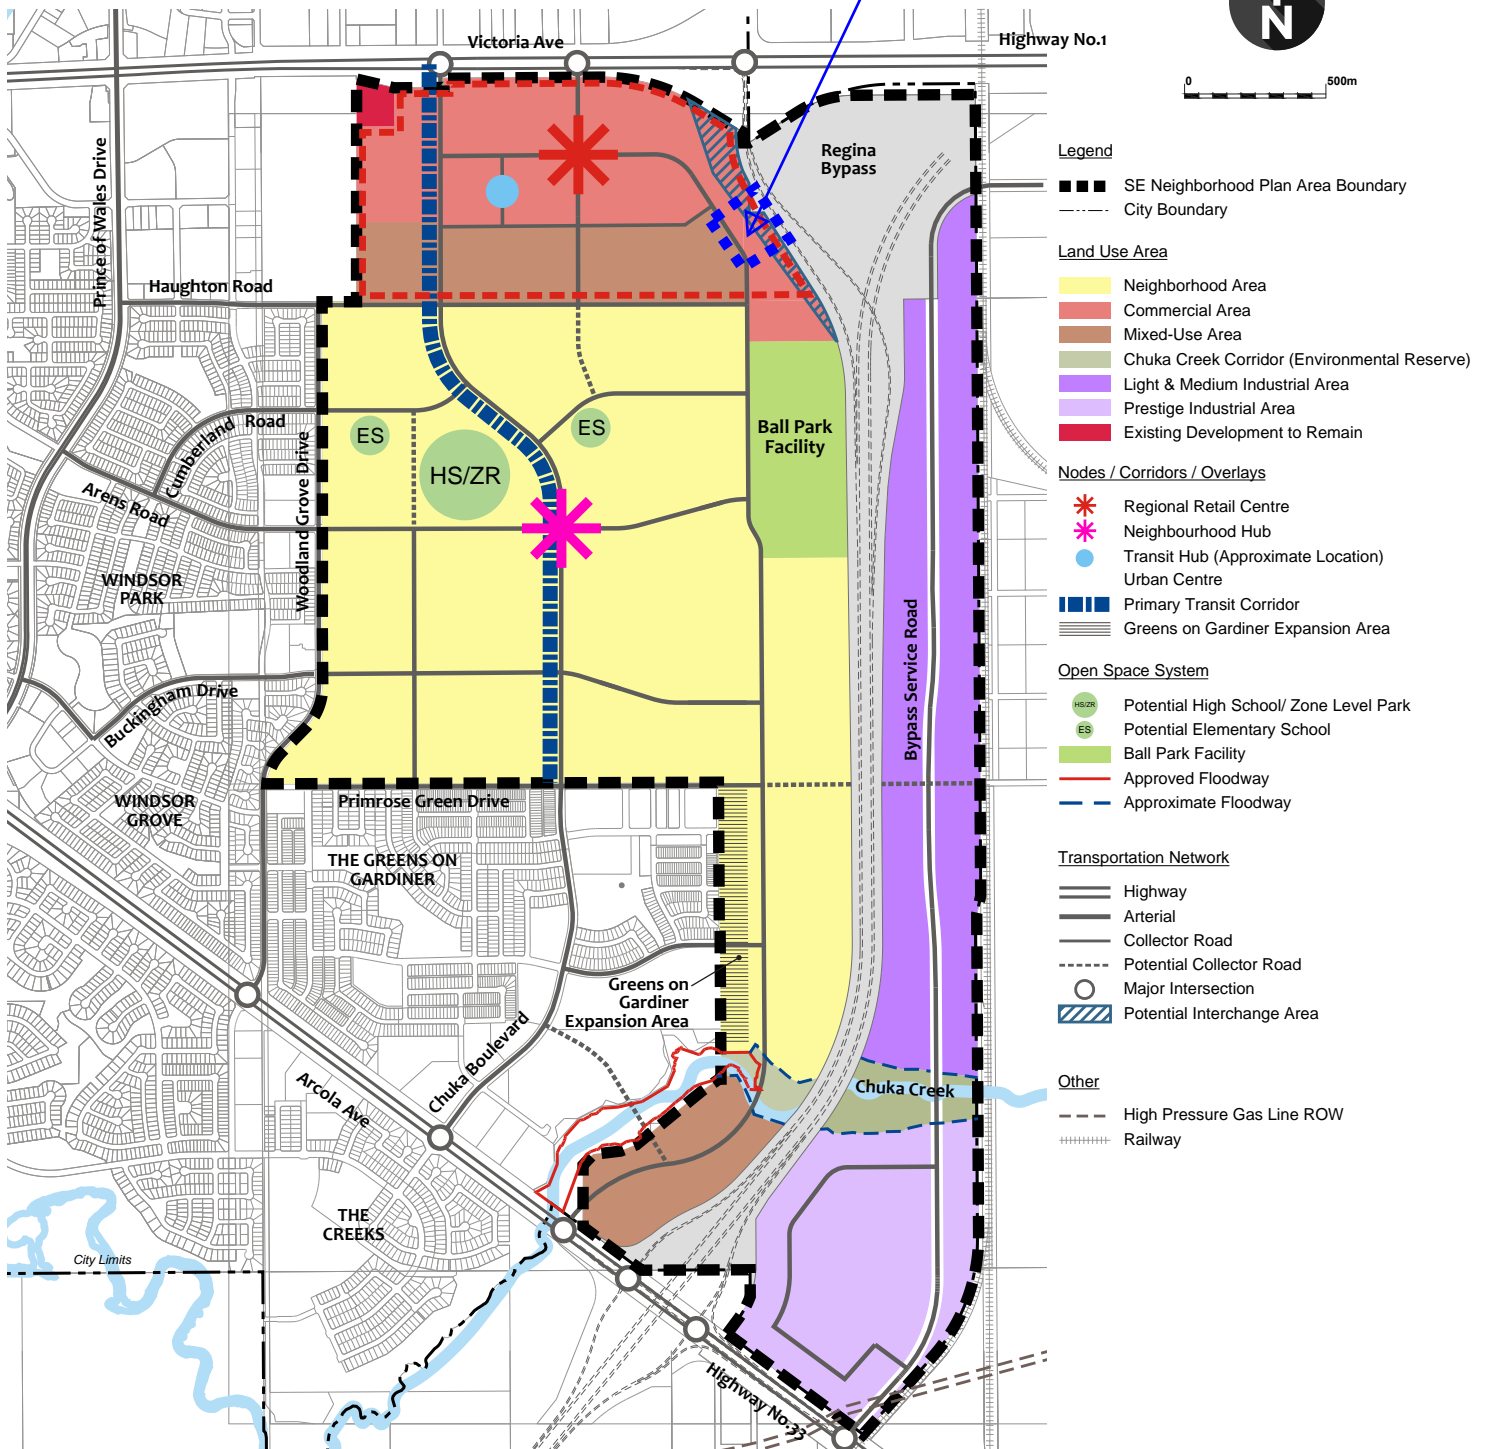 N
0
500m
Victoria Ave
Highway No.1
Prince of Wales Drive
Regina
Bypass
Haughton Road
Cumberland Road
Arens Road
Woodland Grove Drive
ES
ES
HS/ZR
Ball Park
Facility
WINDSOR
PARK
Bypass Service Road
Buckingham Drive
WINDSOR
GROVE
Primrose Green Drive
THE GREENS ON
GARDINER
Greens on
Gardiner
Expansion Area
Chuka Boulevard
Arcola Ave
Chuka Creek
THE
CREEKS
City Limits
Highway No.33
Legend
SE Neighborhood Plan Area Boundary
City Boundary
Land Use Area
Neighborhood Area
Commercial Area
Mixed-Use Area
Chuka Creek Corridor (Environmental Reserve)
Light & Medium Industrial Area
Prestige Industrial Area
Existing Development to Remain
Nodes / Corridors / Overlays
Regional Retail Centre
Neighbourhood Hub
Transit Hub (Approximate Location)
Urban Centre
Primary Transit Corridor
Greens on Gardiner Expansion Area
Open Space System
HS/ZR Potential High School/ Zone Level Park
ES Potential Elementary School
Ball Park Facility
Approved Floodway
Approximate Floodway
Transportation Network
Highway
Arterial
Collector Road
Potential Collector Road
Major Intersection
Potential Interchange Area
Other
High Pressure Gas Line ROW
Railway